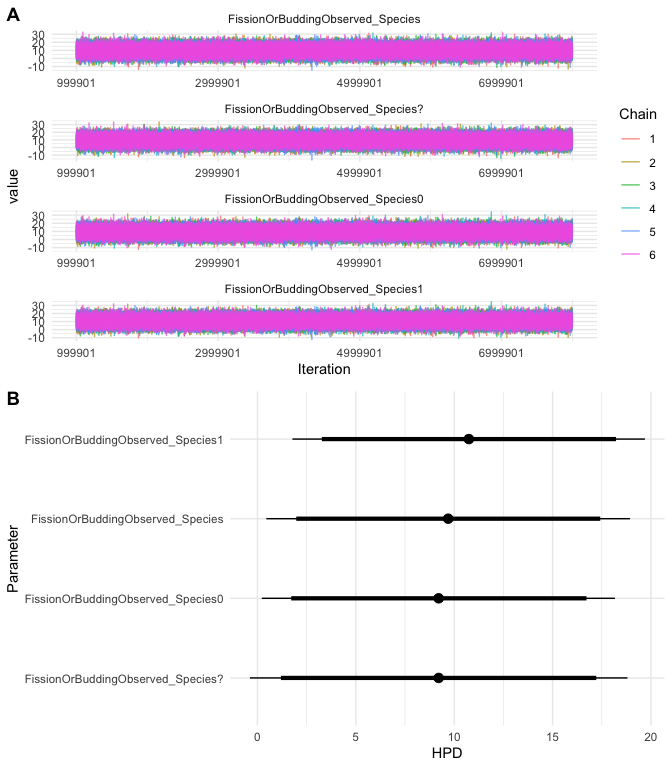 A
FissionOrBuddingObserved_Species
30
20
10
0
-10
999901 2999901 4999901 6999901
FissionOrBuddingObserved_Species?
30
20
10
0
-10
999901 2999901 4999901 6999901
FissionOrBuddingObserved_Species0
30
20
10
0
-10
999901 2999901 4999901 6999901
FissionOrBuddingObserved_Species1
30
20
10
0
-10
999901 2999901 4999901 6999901
value
Iteration
Chain
1
2
3
4
5
6
B
FissionOrBuddingObserved_Species1
FissionOrBuddingObserved_Species
FissionOrBuddingObserved_Species0
FissionOrBuddingObserved_Species?
Parameter
0 5 10 15 20
HPD